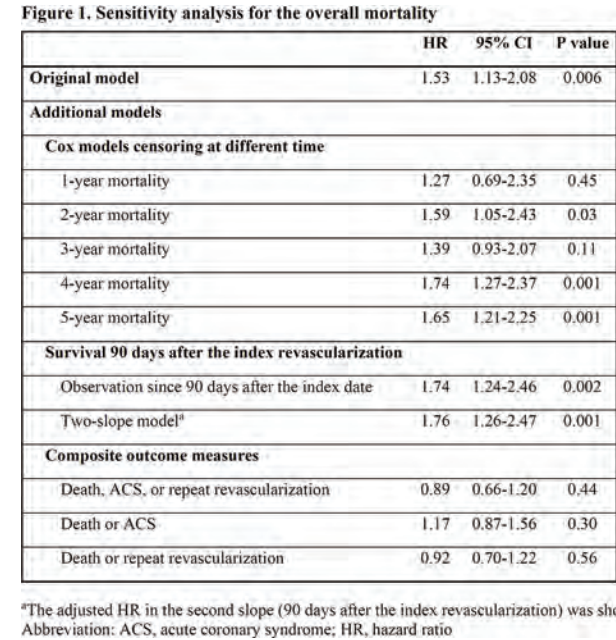 Figure 1. Sensitivity analysis for the overall mortality
HR 95% CI P value
Original model 1.53 1.13-2.08 0.006
Additional models
Cox models censoring at different time
1-year mortality 1.27 0.69-2.35 0.45
2-year mortality 1.59 1.05-2.43 0.03
3-year mortality 1.39 0.93-2.07 0.11
4-year mortality 1.74 1.27-2.37 0.001
5-year mortality 1.65 1.21-2.25 0.001
Survival 90 days after the index revascularization
Observation since 90 days after the index date 1.74 1.24-2.46 0.002
Two-slope modelᵃ 1.76 1.26-2.47 0.001
Composite outcome measures
Death, ACS, or repeat revascularization 0.89 0.66-1.20 0.44
Death or ACS 1.17 0.87-1.56 0.30
Death or repeat revascularization 0.92 0.70-1.22 0.56
ᵃThe adjusted HR in the second slope (90 days after the index revascularization) was
Abbreviation: ACS, acute coronary syndrome; HR, hazard ratio